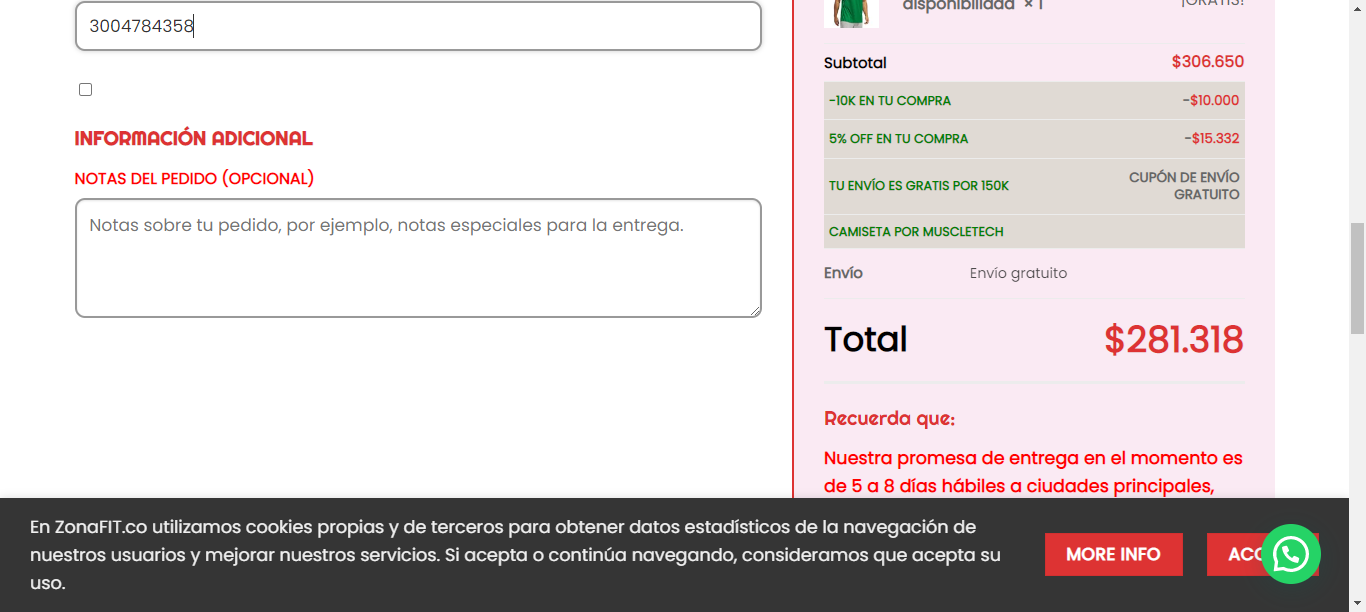 3004784358
INFORMACIÓN ADICIONAL
NOTAS DEL PEDIDO (OPCIONAL)
Notas sobre tu pedido, por ejemplo, notas especiales para la entrega.
disponibilidad × 1
¡GRATIS!
Subtotal $306.650
-10K EN TU COMPRA -$10.000
5% OFF EN TU COMPRA -$15.332
TU ENVÍO ES GRATIS POR 150K CUPÓN DE ENVÍO
GRATUITO
CAMISETA POR MUSCLETECH
Envío Envío gratuito
Total $281.318
Recuerda que:
Nuestra promesa de entrega en el momento es
de 5 a 8 días hábiles a ciudades principales,
En ZonaFIT.co utilizamos cookies propias y de terceros para obtener datos estadísticos de la navegación de
nuestros usuarios y mejorar nuestros servicios. Si acepta o continúa navegando, consideramos que acepta su
uso.
MORE INFO